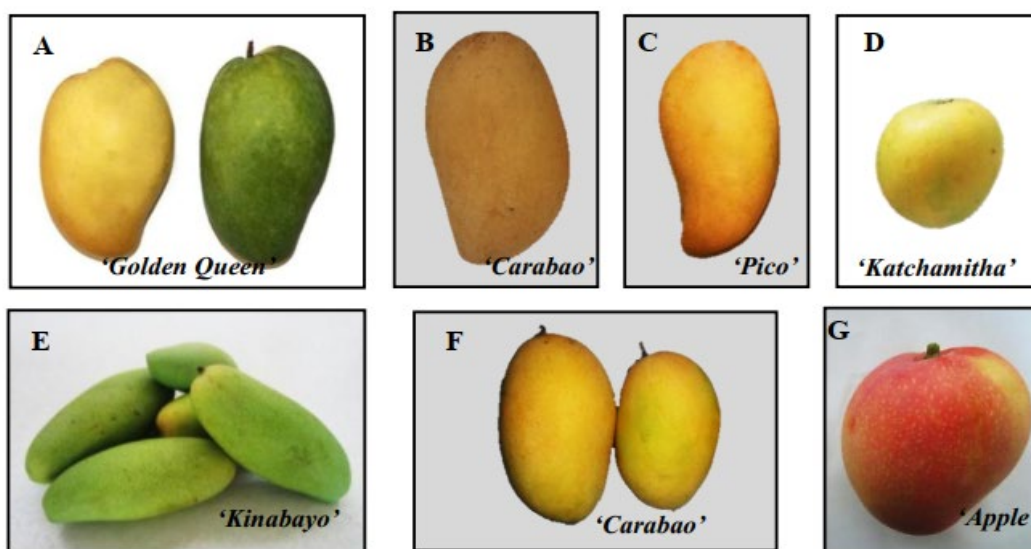 A
‘Golden Queen’
B
‘Carabao’
C
‘Pico’
D
‘Katchamitha’
E
‘Kinabayo’
F
‘Carabao’
G
‘Apple